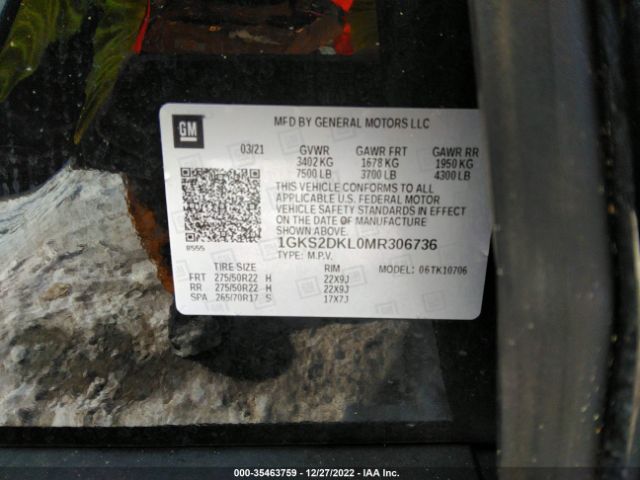 GM
MFD BY GENERAL MOTORS LLC
03/21 GVWR GAWR FRT GAWR RR
3402 KG 1678 KG 1950 KG
7500 LB 3700 LB 4300 LB
THIS VEHICLE CONFORMS TO ALL
APPLICABLE U.S. FEDERAL MOTOR
VEHICLE SAFETY STANDARDS IN EFFECT
ON THE DATE OF MANUFACTURE
SHOWN ABOVE.
8555 1GKS2DKL0MR306736
TYPE: M.P.V. MODEL: 06TK10706
TIRE SIZE RIM
FRT 275/50R22 H 22X9J
RR 275/50R22 H 22X9J
SPA 265/70R17 S 17X7J
000-35463759 - 12/27/2022 - IAA Inc.